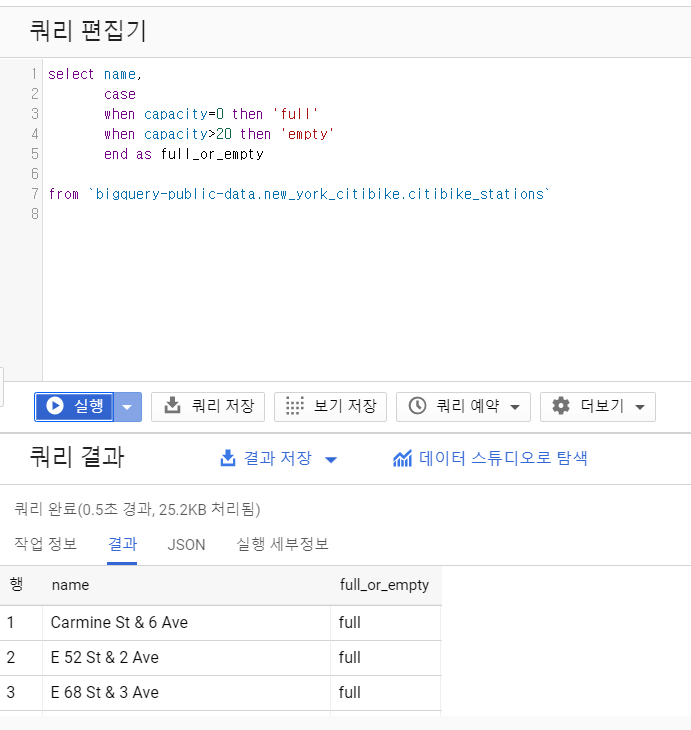 쿼리 편집기
1 select name,
2 case
3 when capacity=0 then 'full'
4 when capacity>20 then 'empty'
5 end as full_or_empty
6
7 from `bigquery-public-data.new_york_citibike.citibike_stations`
8
실행 쿼리 저장 보기 저장 쿼리 예약 더보기
쿼리 결과 결과 저장 데이터 스튜디오로 탐색
쿼리 완료(0.5초 경과, 25.2KB 처리됨)
작업 정보 결과 JSON 실행 세부정보
행 name full_or_empty
1 Carmine St & 6 Ave full
2 E 52 St & 2 Ave full
3 E 68 St & 3 Ave full